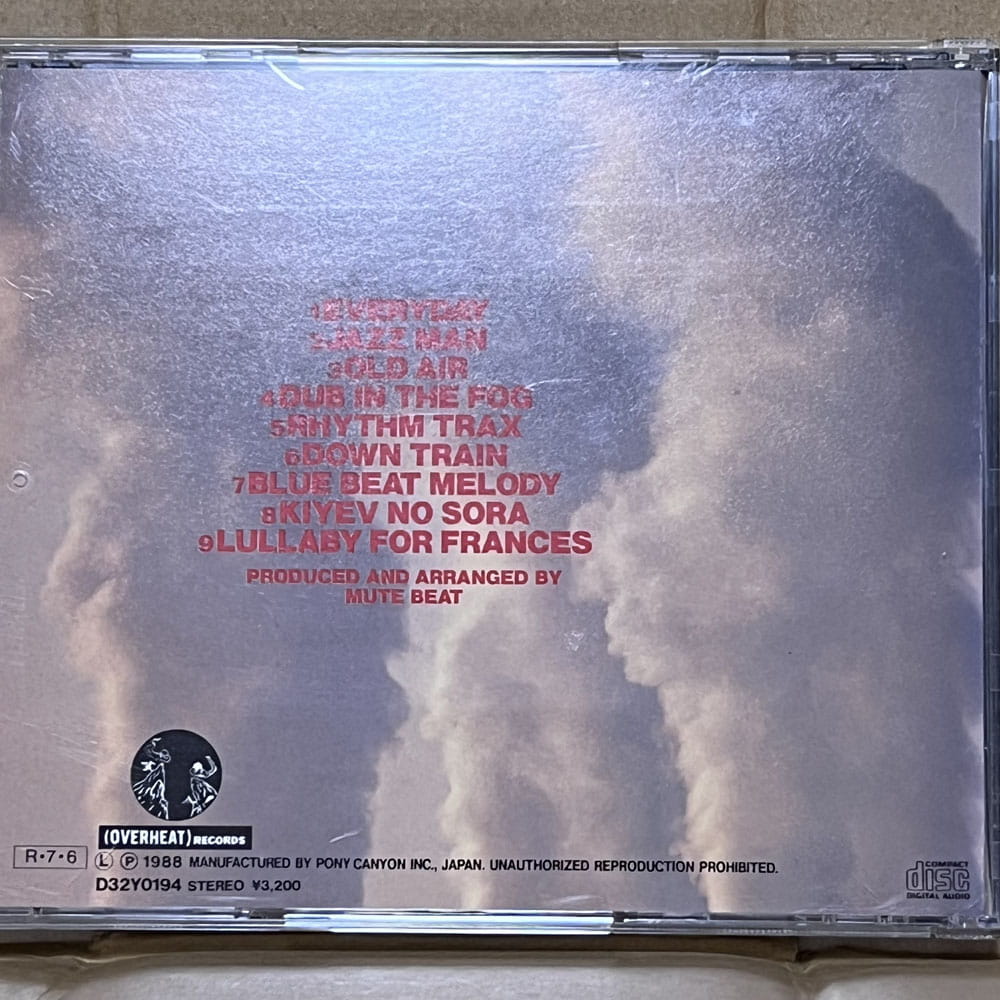 1EVERYDAY
2JAZZ MAN
3OLD AIR
4DUB IN THE FOG
5RHYTHM TRAX
6DOWN TRAIN
7BLUE BEAT MELODY
8KIYEV NO SORA
9LULLABY FOR FRANCES
PRODUCED AND ARRANGED BY
MUTE BEAT
(OVERHEAT) RECORDS
R•7•6
Ⓛ Ⓟ 1988 MANUFACTURED BY PONY CANYON INC., JAPAN. UNAUTHORIZED REPRODUCTION PROHIBITED.
D32Y0194 STEREO ¥3,200
COMPACT
disc
DIGITAL AUDIO